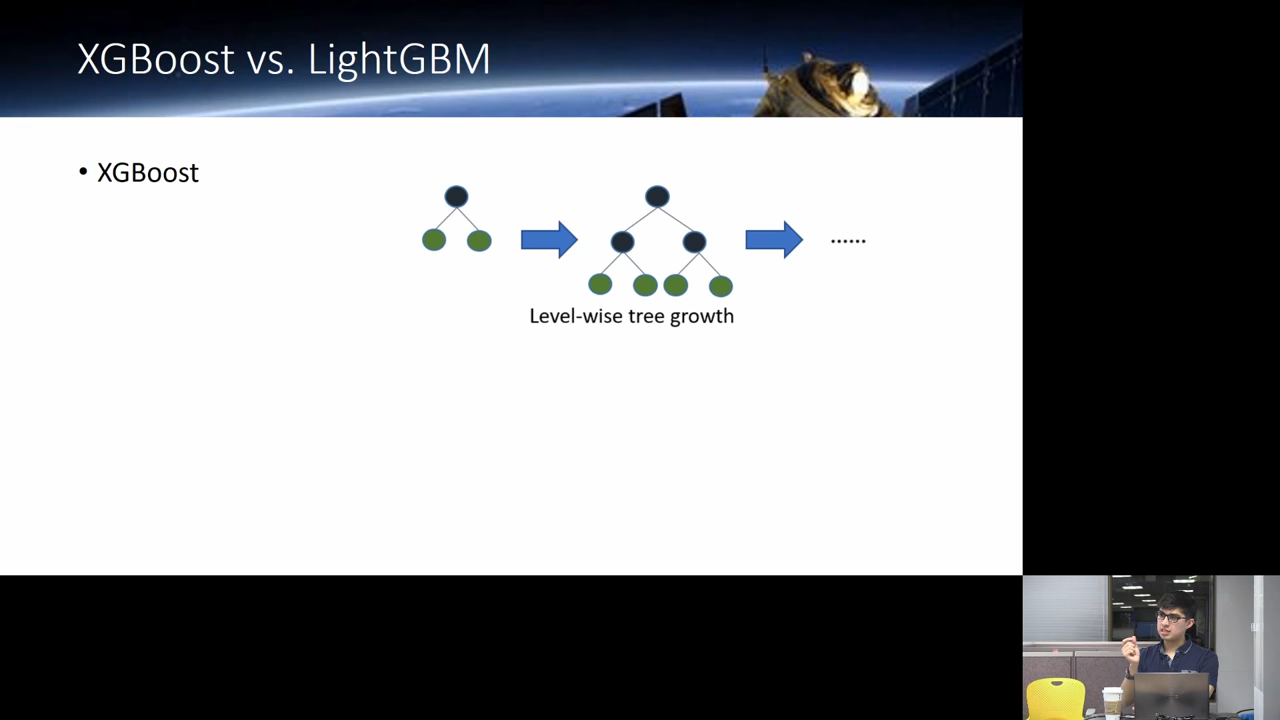 XGBoost vs. LightGBM
• XGBoost
......
Level-wise tree growth